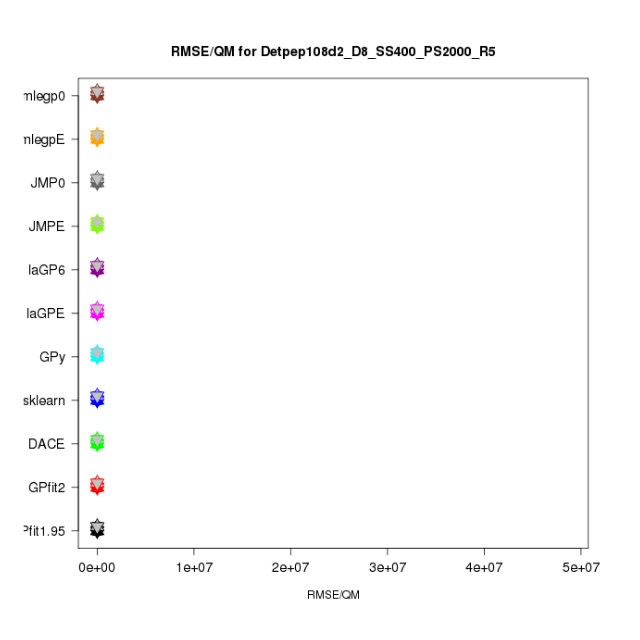 RMSE/QM for Detpep108d2_D8_SS400_PS2000_R5
mlegp0
mlegpE
JMP0
JMPE
laGP6
laGPE
GPy
sklearn
DACE
GPfit2
Pfit1.95
0e+00 1e+07 2e+07 3e+07 4e+07 5e+07
RMSE/QM